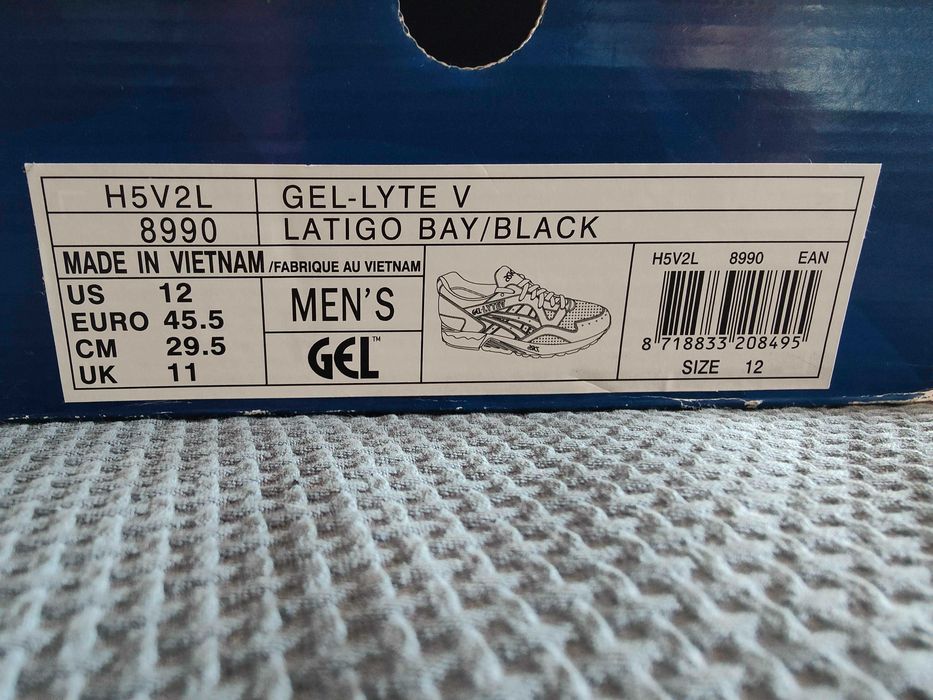 H5V2L GEL-LYTE V
8990 LATIGO BAY/BLACK
MADE IN VIETNAM /FABRIQUE AU VIETNAM
US 12
EURO 45.5
CM 29.5
UK 11
MEN'S
GEL™
H5V2L 8990 EAN
8 718833 208495
SIZE 12